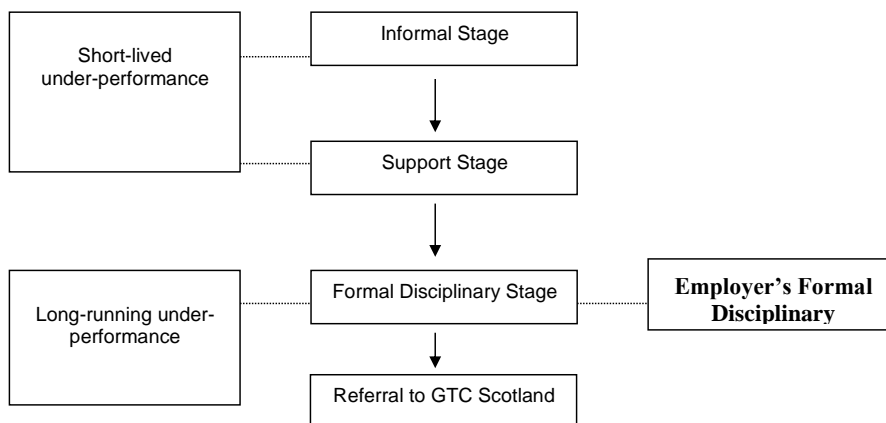 Informal Stage
Short-lived
under-performance
Support Stage
Formal Disciplinary Stage
Employer's Formal
Disciplinary
Long-running under-
performance
Referral to GTC Scotland